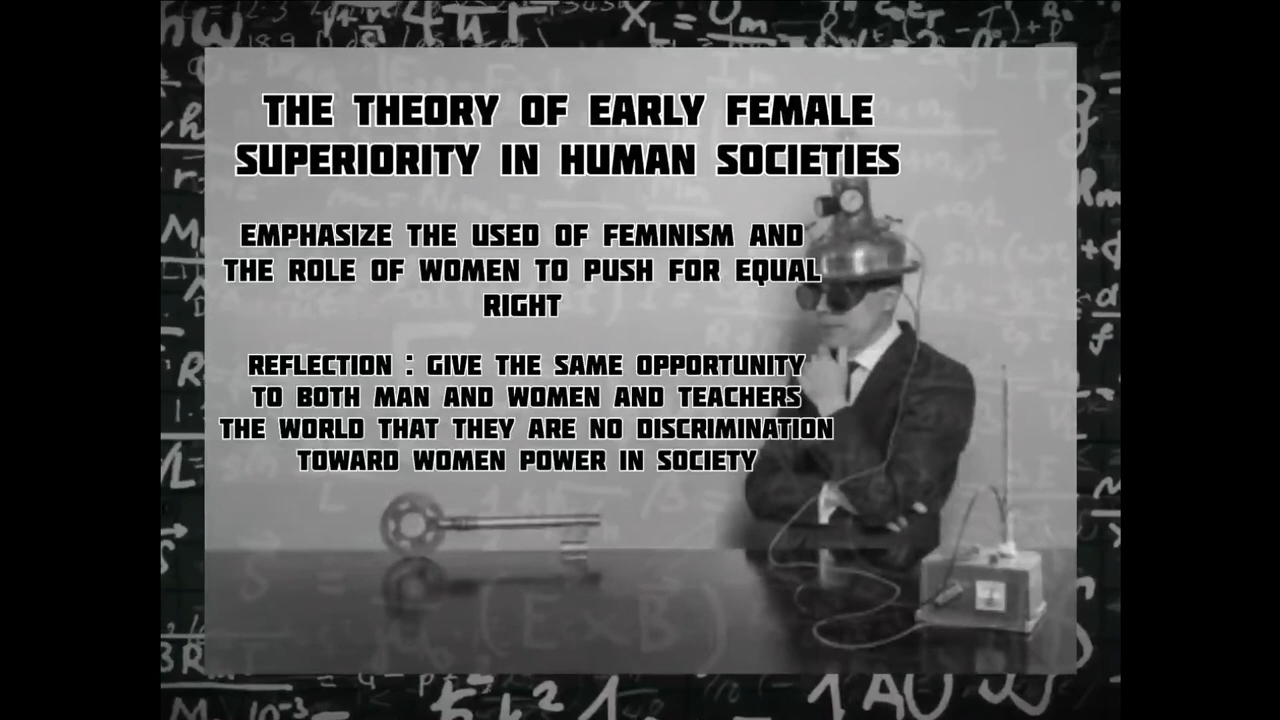 THE THEORY OF EARLY FEMALE
SUPERIORITY IN HUMAN SOCIETIES
EMPHASIZE THE USED OF FEMINISM AND
THE ROLE OF WOMEN TO PUSH FOR EQUAL
RIGHT
REFLECTION : GIVE THE SAME OPPORTUNITY
TO BOTH MAN AND WOMEN AND TEACHERS
THE WORLD THAT THEY ARE NO DISCRIMINATION
TOWARD WOMEN POWER IN SOCIETY